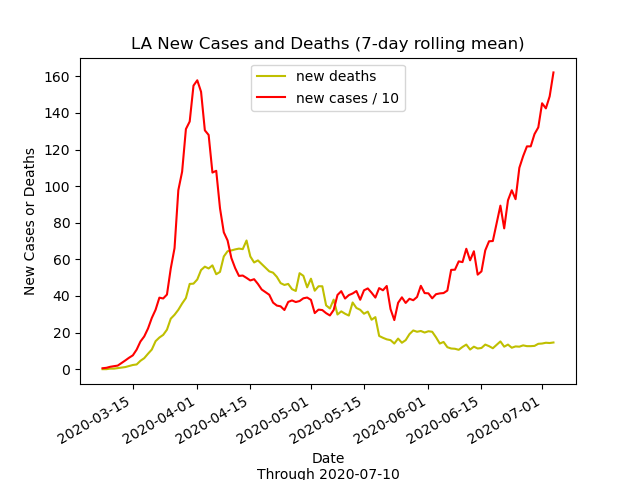 LA New Cases and Deaths (7-day rolling mean)
new deaths
new cases / 10
New Cases or Deaths
160
140
120
100
80
60
40
20
0
2020-03-15
2020-04-01
2020-04-15
2020-05-01
2020-05-15
2020-06-01
2020-06-15
2020-07-01
Date
Through 2020-07-10